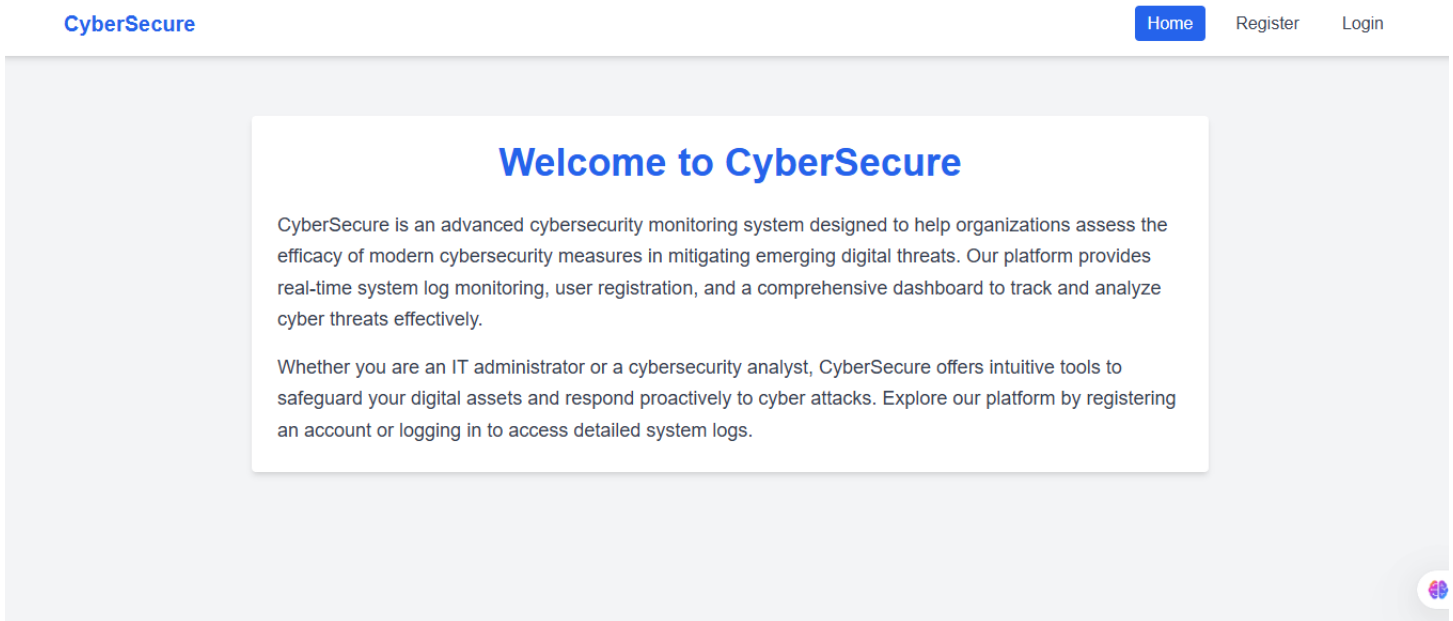 CyberSecure
Home Register Login
Welcome to CyberSecure
CyberSecure is an advanced cybersecurity monitoring system designed to help organizations assess the
efficacy of modern cybersecurity measures in mitigating emerging digital threats. Our platform provides
real-time system log monitoring, user registration, and a comprehensive dashboard to track and analyze
cyber threats effectively.
Whether you are an IT administrator or a cybersecurity analyst, CyberSecure offers intuitive tools to
safeguard your digital assets and respond proactively to cyber attacks. Explore our platform by registering
an account or logging in to access detailed system logs.